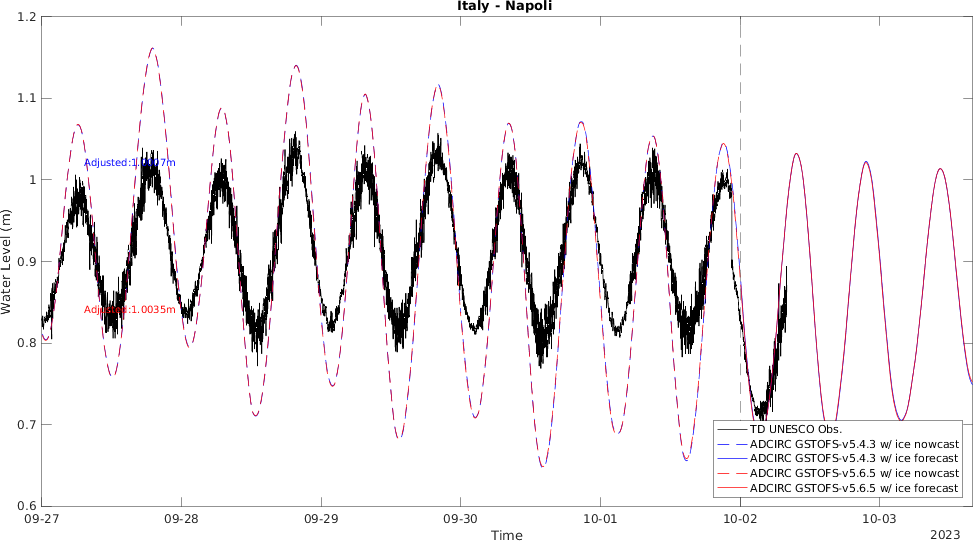 Italy - Napoli
1.2
1.1
1
0.9
0.8
0.7
0.6
Water Level (m)
Adjusted:1.0007m
Adjusted:1.0035m
TD UNESCO Obs.
ADCIRC GSTOFS-v5.4.3 w/ ice nowcast
ADCIRC GSTOFS-v5.4.3 w/ ice forecast
ADCIRC GSTOFS-v5.6.5 w/ ice nowcast
ADCIRC GSTOFS-v5.6.5 w/ ice forecast
09-27 09-28 09-29 09-30 10-01 10-02 10-03
Time
2023